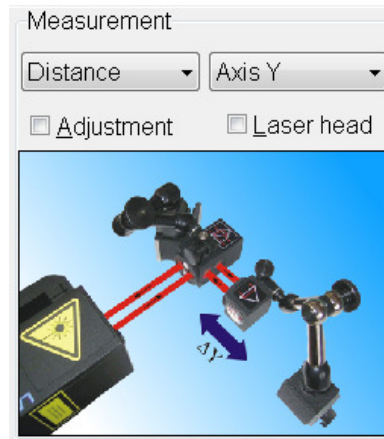 Measurement
Distance
Axis Y
Adjustment
Laser head
ΔY